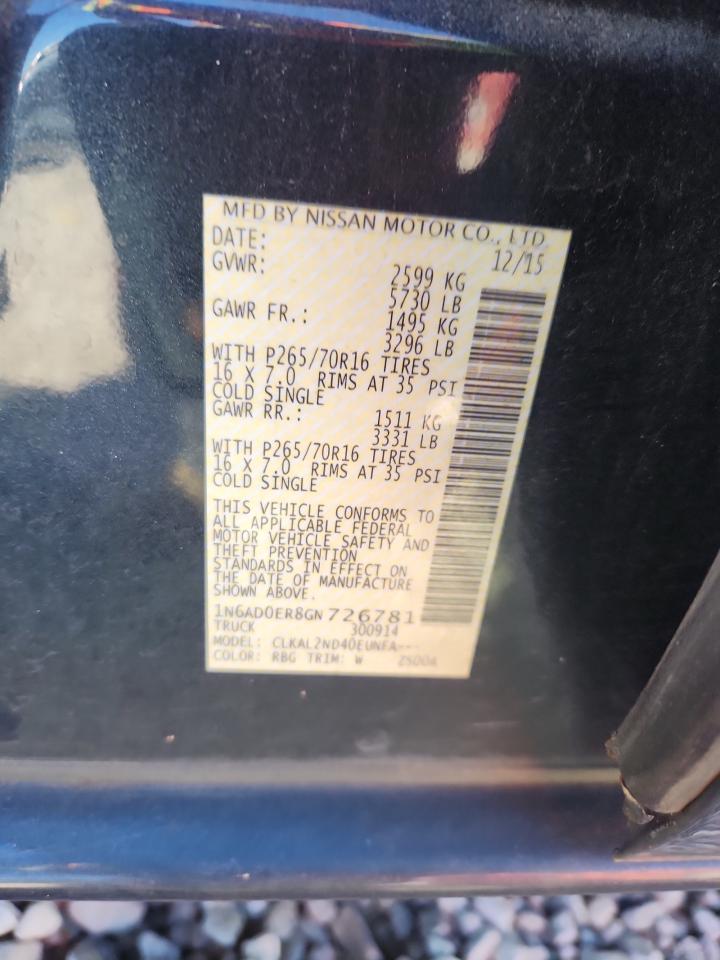 MFD BY NISSAN MOTOR CO., LTD.
DATE: 12/15
GVWR: 2599 KG
5730 LB
GAWR FR.: 1495 KG
3296 LB
WITH P265/70R16 TIRES
16 X 7.0 RIMS AT 35 PSI
COLD SINGLE
GAWR RR.: 1511 KG
3331 LB
WITH P265/70R16 TIRES
16 X 7.0 RIMS AT 35 PSI
COLD SINGLE
THIS VEHICLE CONFORMS TO
ALL APPLICABLE FEDERAL
MOTOR VEHICLE SAFETY AND
THEFT PREVENTION
STANDARDS IN EFFECT ON
THE DATE OF MANUFACTURE
SHOWN ABOVE.
1N6AD0ER8GN726781
TRUCK 300914
MODEL: CLKAL2ND40EUNFA---
COLOR: RBG TRIM: W Z500A